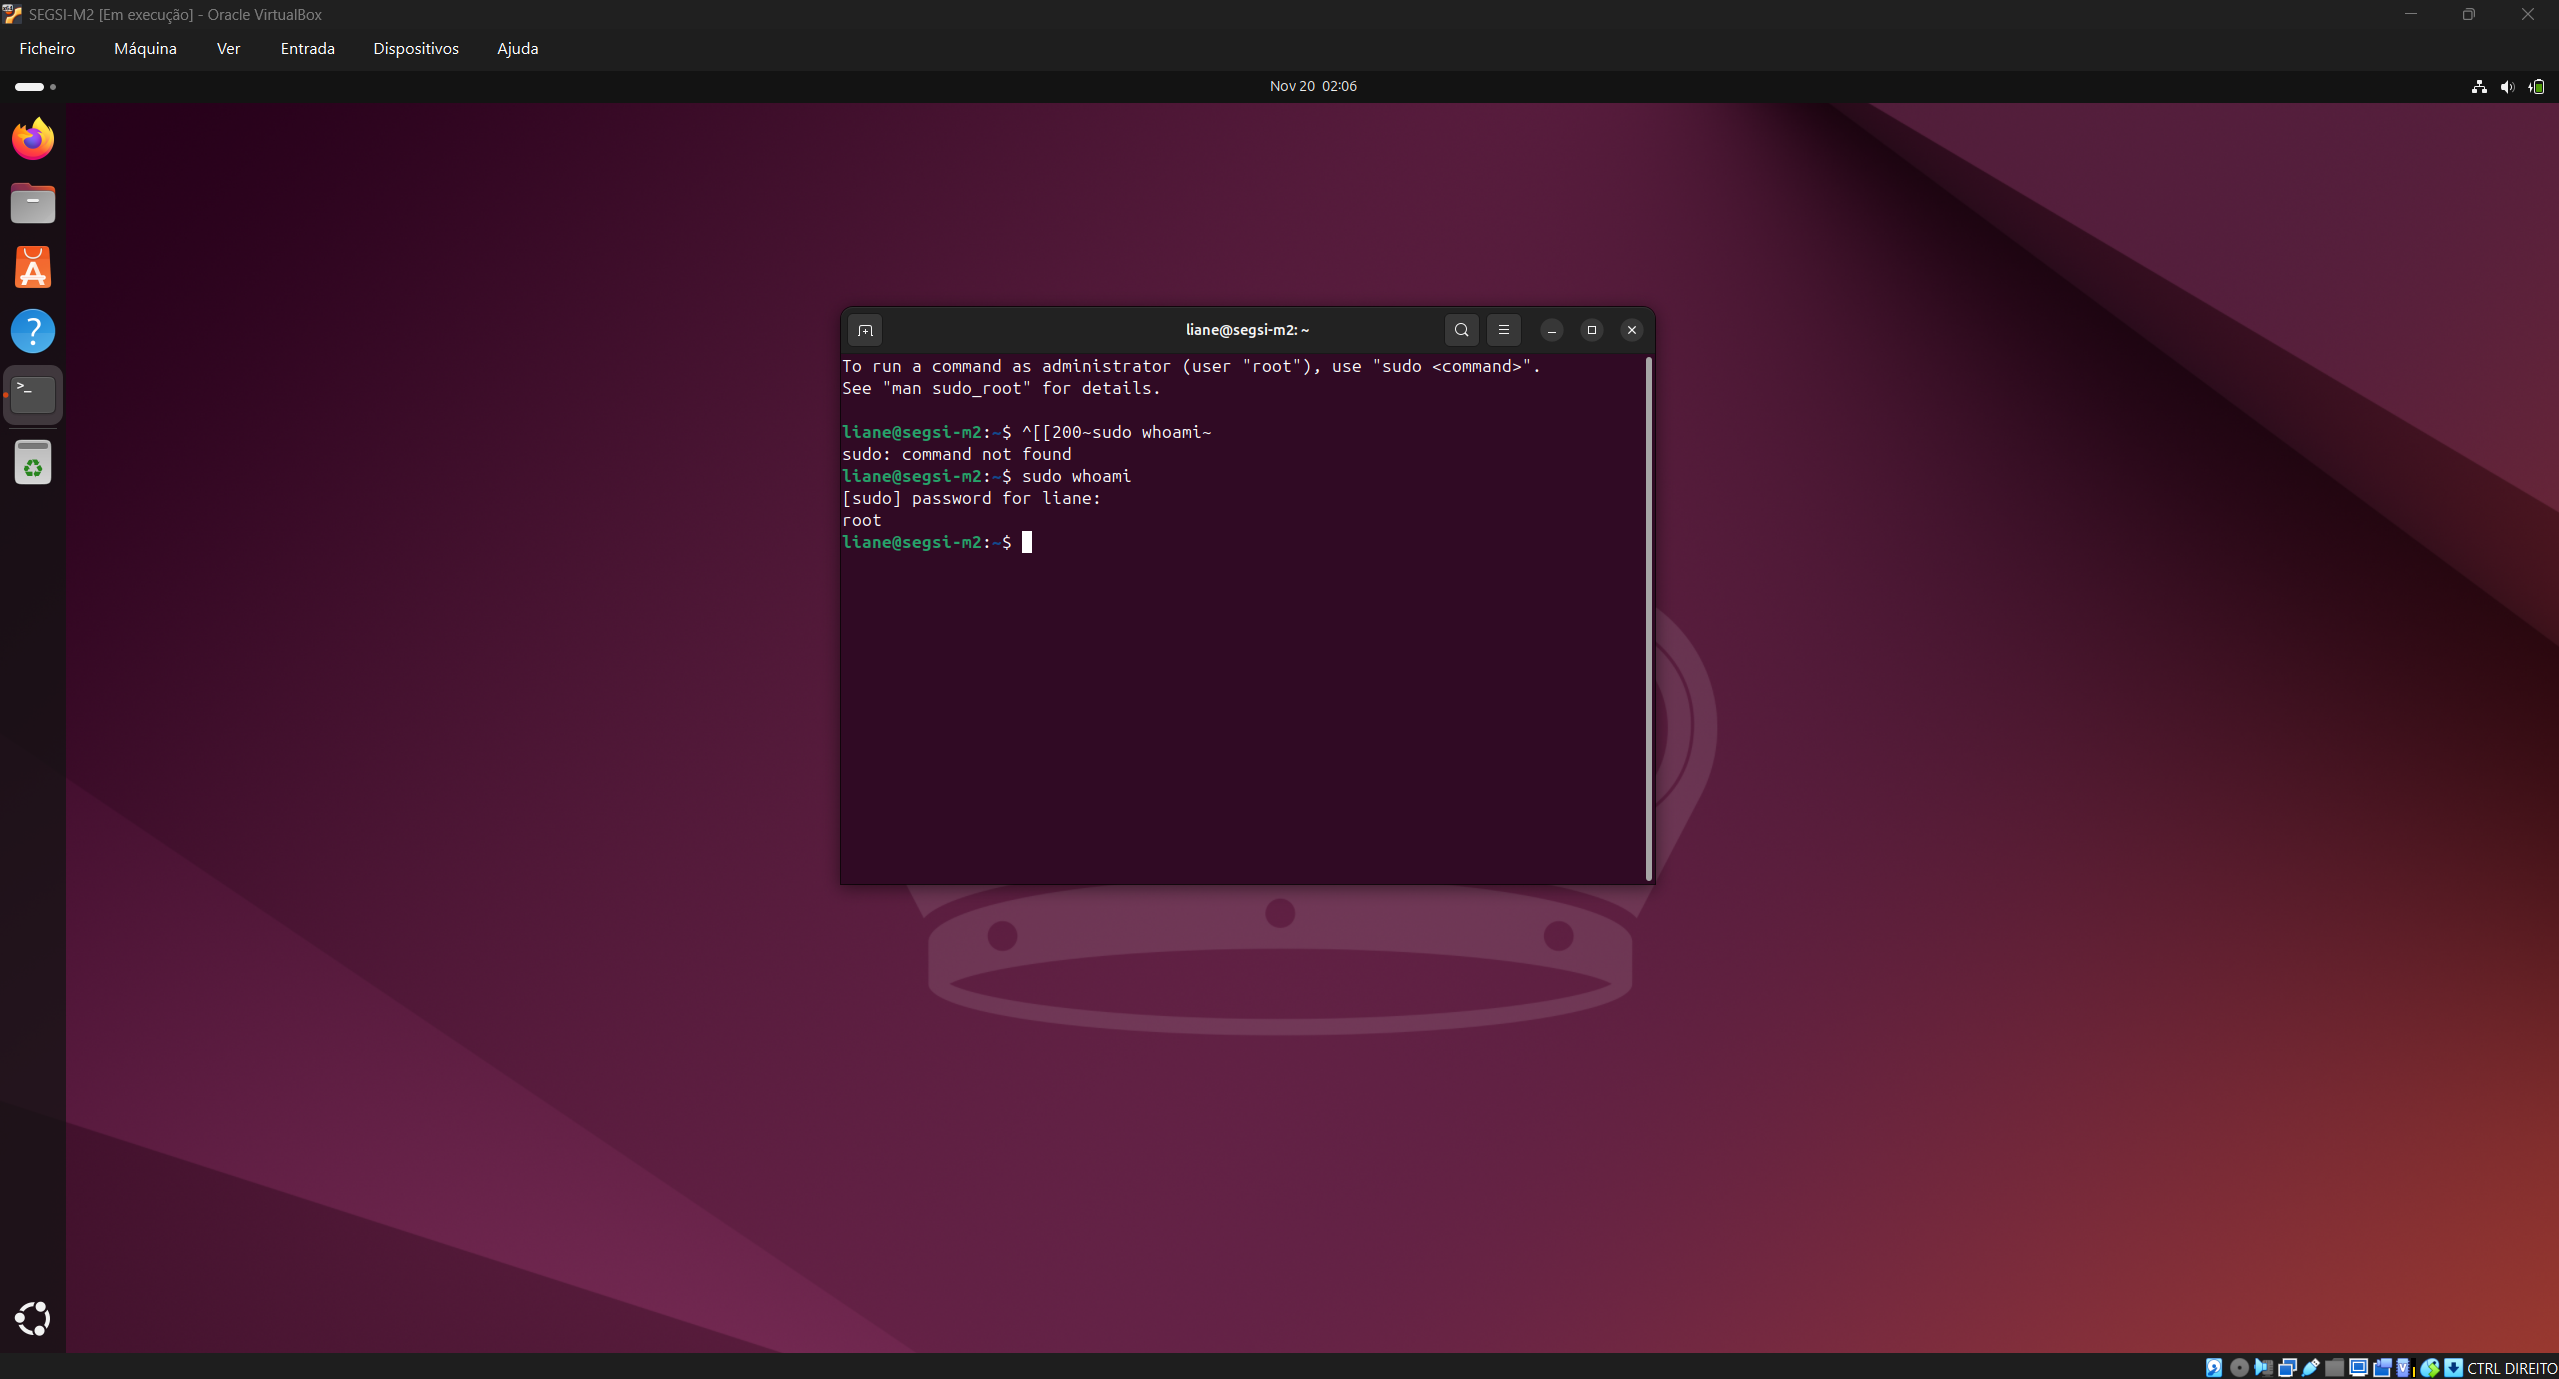 SEGSI-M2 [Em execução] - Oracle VirtualBox
Ficheiro Máquina Ver Entrada Dispositivos Ajuda
Nov 20 02:06
liane@segsi-m2: ~
To run a command as administrator (user "root"), use "sudo <command>".
See "man sudo_root" for details.
liane@segsi-m2:~$ ^[[200~sudo whoami~
sudo: command not found
liane@segsi-m2:~$ sudo whoami
[sudo] password for liane:
root
liane@segsi-m2:~$
CTRL DIREITO